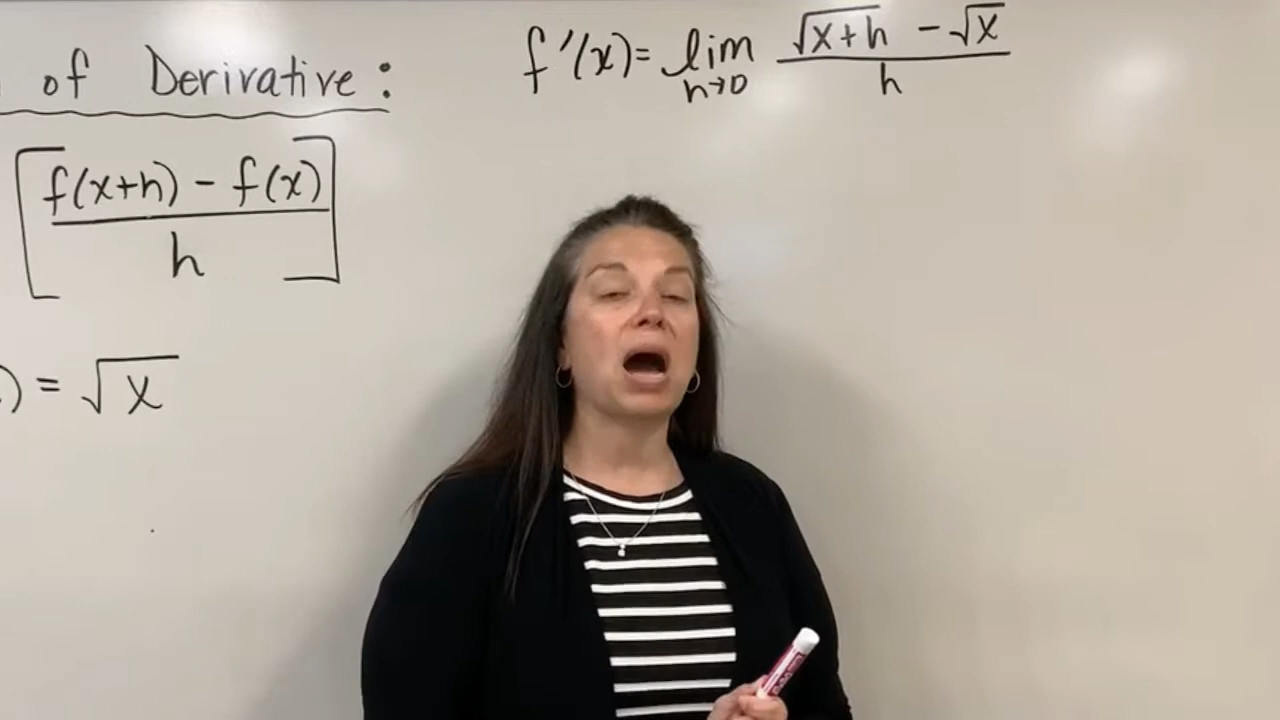 of Derivative:
[f(x+h) - f(x) / h]
) = √x
f'(x) = lim h→0 (√(x+h) - √x) / h